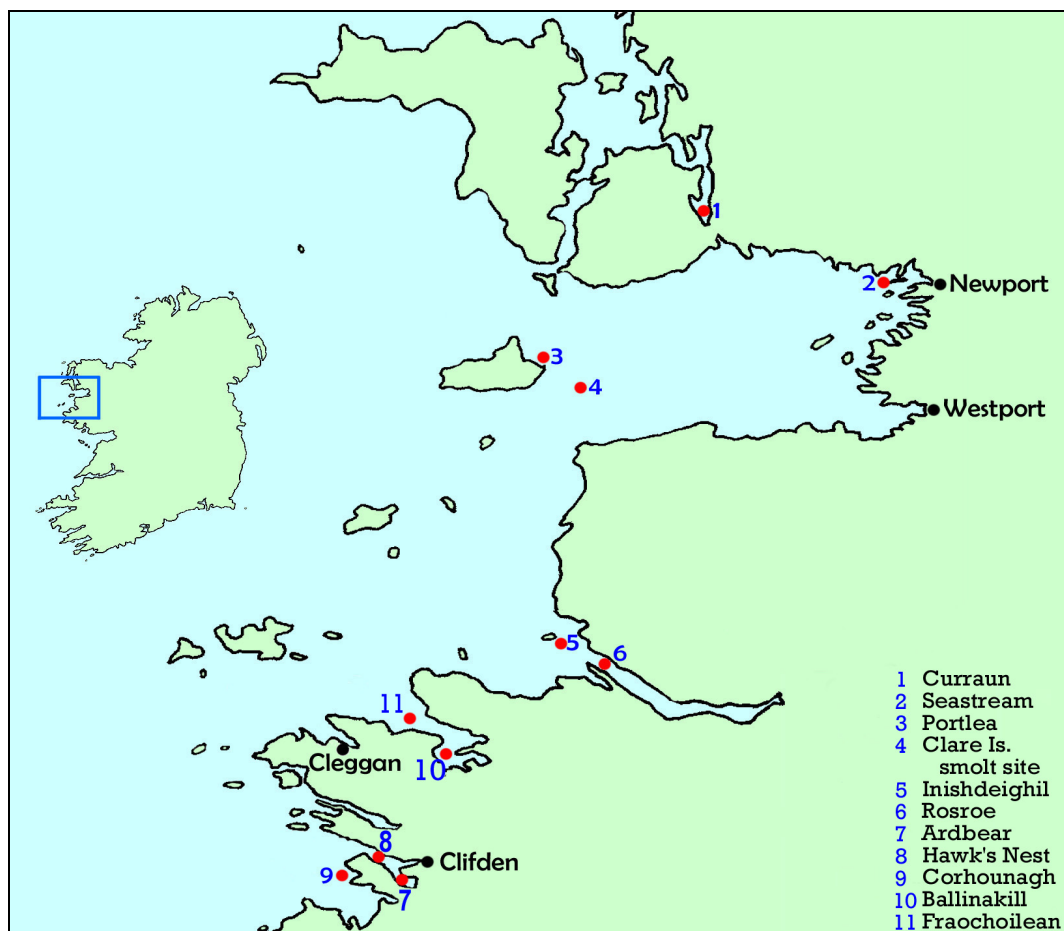 1
2
Newport
3
4
Westport
5
6
11
Cleggan
10
8
Clifden
9
7
1 Curraun
2 Seastream
3 Portlea
4 Clare Is.
smolt site
5 Inishdeighil
6 Rosroe
7 Ardbear
8 Hawk's Nest
9 Corhounagh
10 Ballinakill
11 Fraochoilean